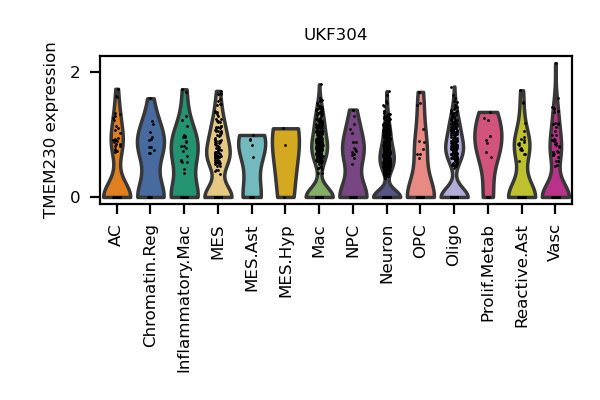 UKF304
TMEM230 expression
2
0
AC
Chromatin.Reg
Inflammatory.Mac
MES
MES.Ast
MES.Hyp
Mac
NPC
Neuron
OPC
Oligo
Prolif.Metab
Reactive.Ast
Vasc